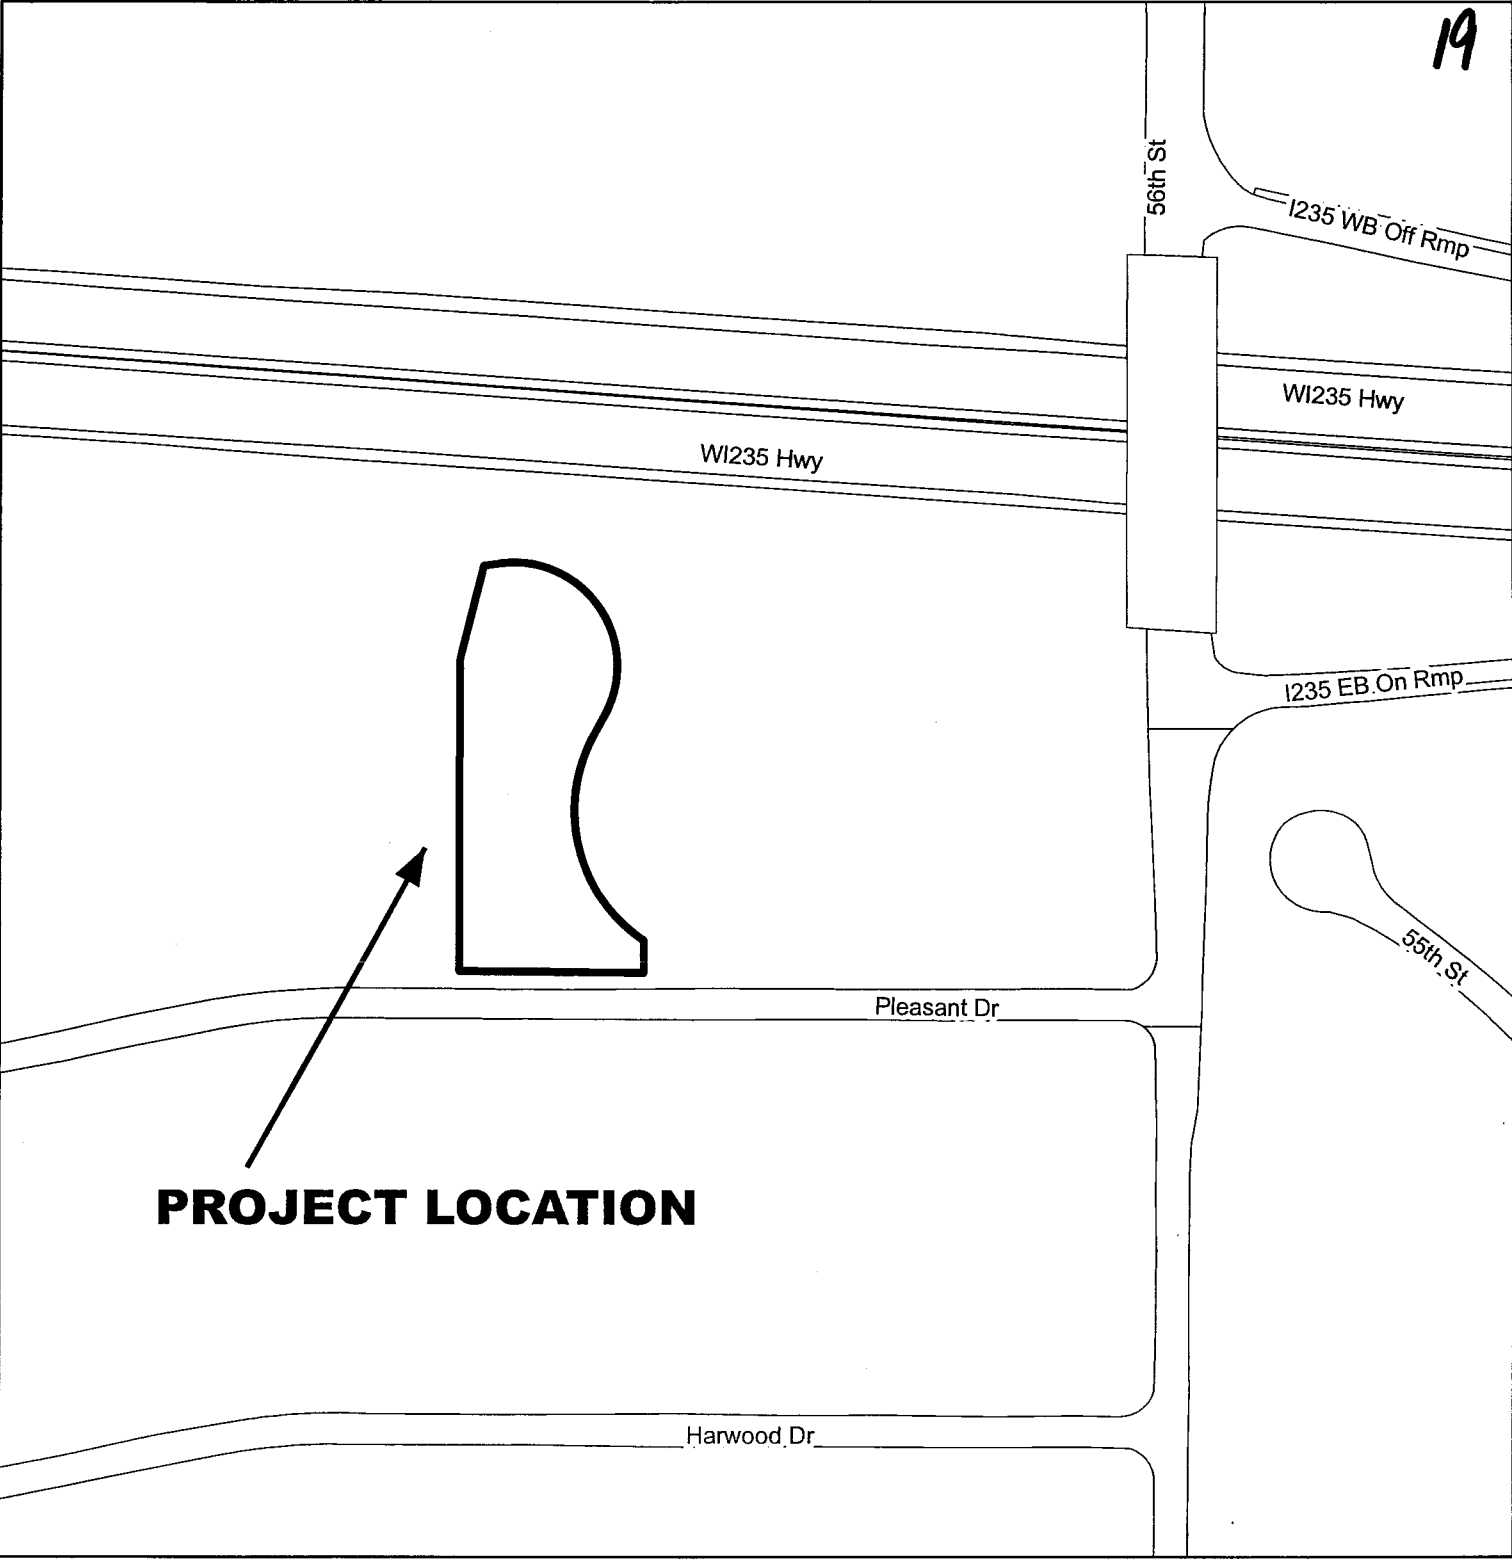 19
56th St
I235 WB Off Rmp
WI235 Hwy
WI235 Hwy
I235 EB On Rmp
55th St
Pleasant Dr
PROJECT LOCATION
Harwood Dr